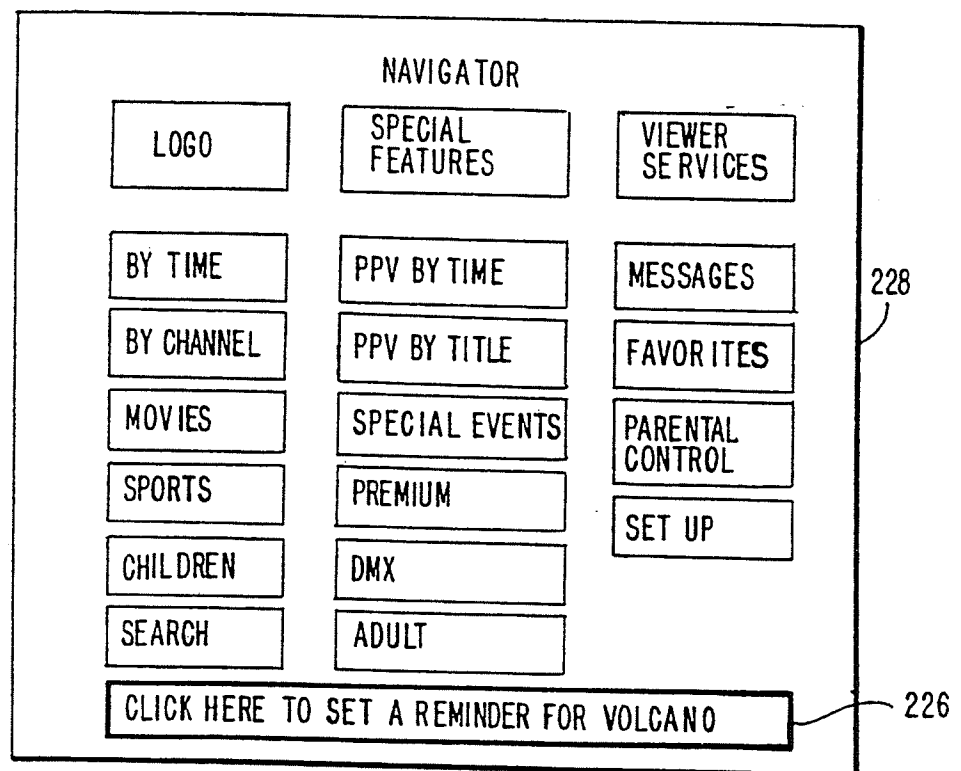 NAVIGATOR
LOGO
SPECIAL
FEATURES
VIEWER
SERVICES
BY TIME
PPV BY TIME
MESSAGES
228
BY CHANNEL
PPV BY TITLE
FAVORITES
MOVIES
SPECIAL EVENTS
PARENTAL
CONTROL
SPORTS
PREMIUM
SET UP
CHILDREN
DMX
SEARCH
ADULT
CLICK HERE TO SET A REMINDER FOR VOLCANO
226